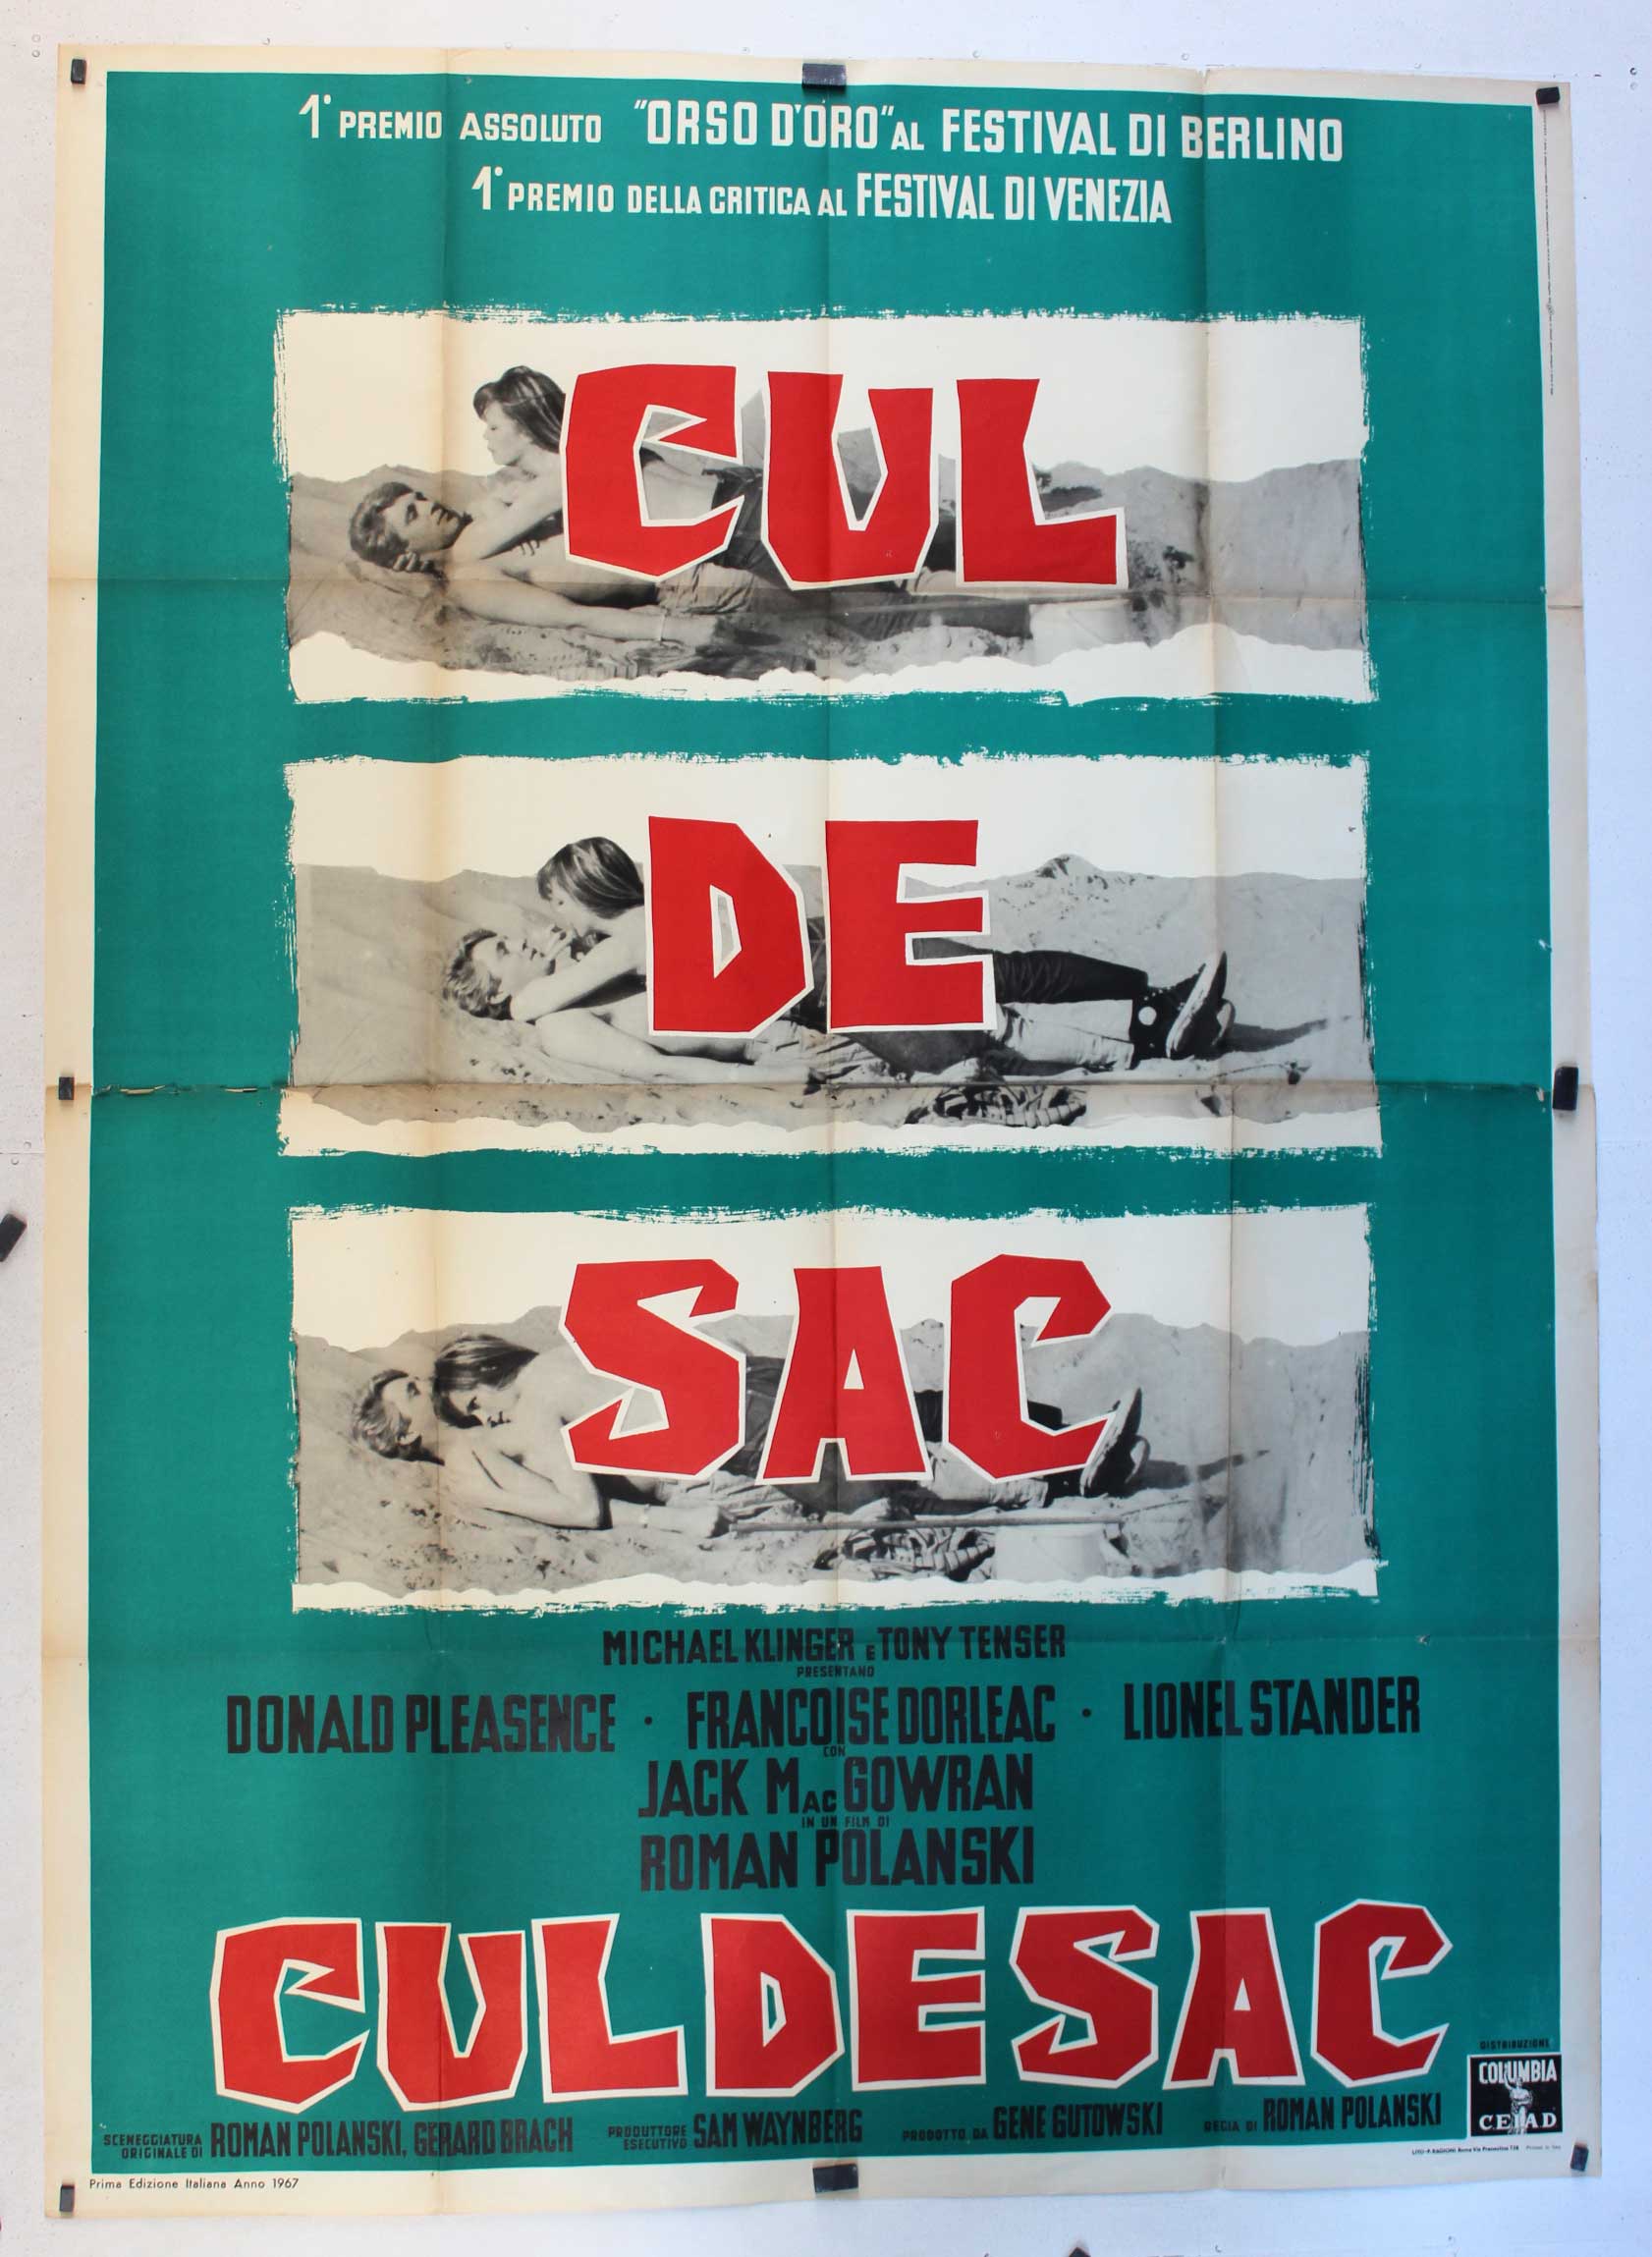 1° PREMIO ASSOLUTO "ORSO D'ORO" AL FESTIVAL DI BERLINO
1° PREMIO DELLA CRITICA AL FESTIVAL DI VENEZIA
CUL
DE
SAC
MICHAEL KLINGER E TONY TENSER
PRESENTANO
DONALD PLEASENCE · FRANCOISE DORLEAC · LIONEL STANDER
CON
JACK MAC GOWRAN
IN UN FILM DI
ROMAN POLANSKI
CUL DE SAC
DISTRIBUZIONE
COLUMBIA
CEIAD
SCENEGGIATURA ORIGINALE DI ROMAN POLANSKI, GERARD BRACH PRODUTTORE ESECUTIVO SAM WAYNBERG PRODOTTO DA GENE GUTOWSKI REGIA DI ROMAN POLANSKI
Prima Edizione Italiana Anno 1967